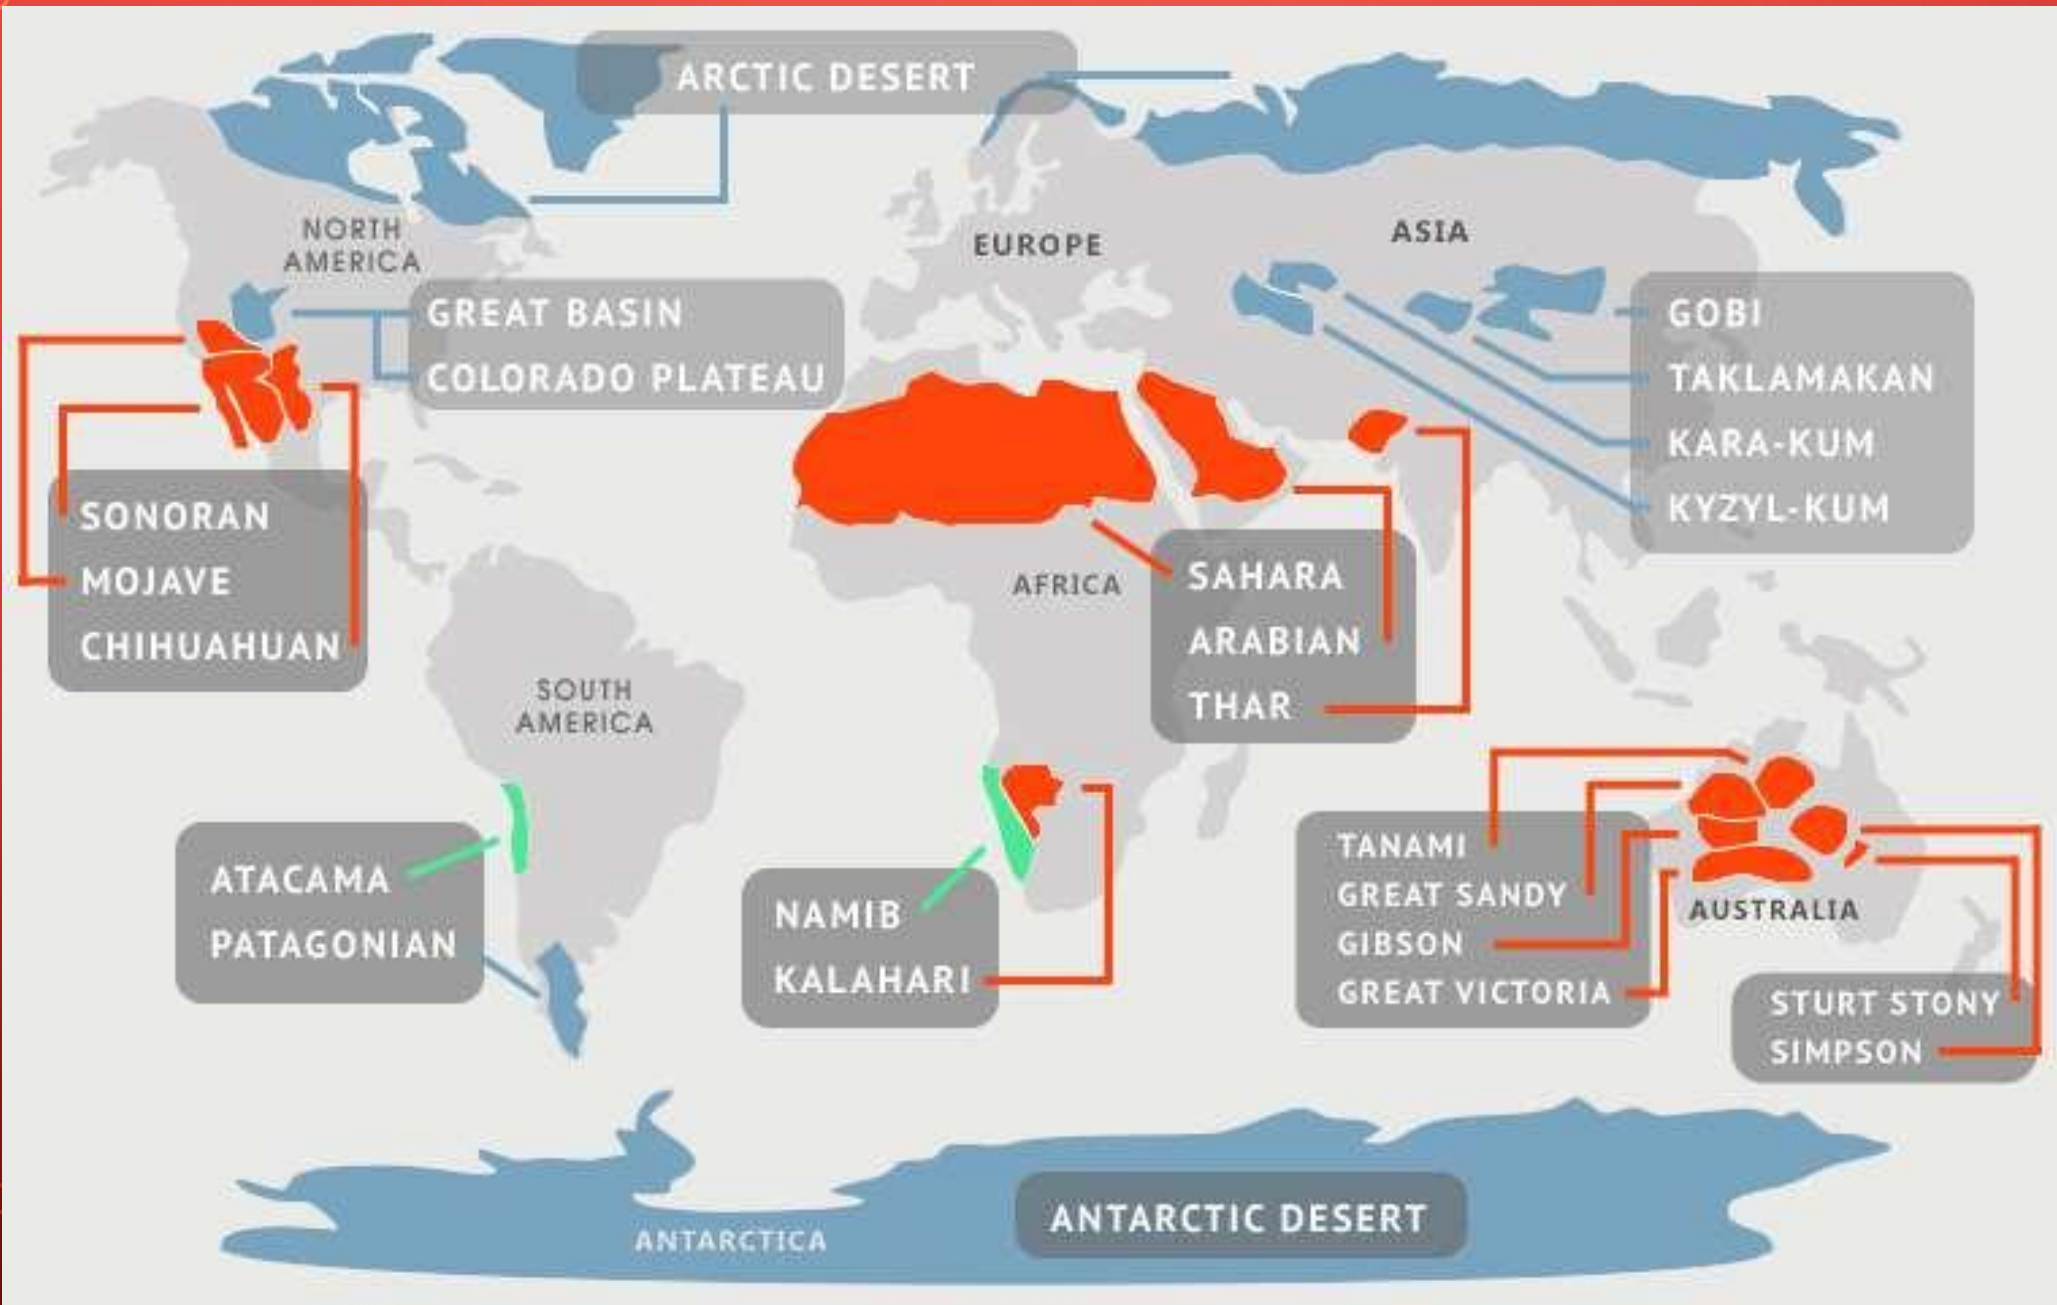 ARCTIC DESERT
NORTH
AMERICA
EUROPE
ASIA
GREAT BASIN
COLORADO PLATEAU
GOBI
TAKLAMAKAN
KARA-KUM
KYZYL-KUM
SONORAN
MOJAVE
CHIHUAHUAN
AFRICA
SAHARA
ARABIAN
THAR
SOUTH
AMERICA
ATACAMA
PATAGONIAN
NAMIB
KALAHARI
TANAMI
GREAT SANDY
GIBSON
GREAT VICTORIA
AUSTRALIA
STURT STONY
SIMPSON
ANTARCTICA
ANTARCTIC DESERT